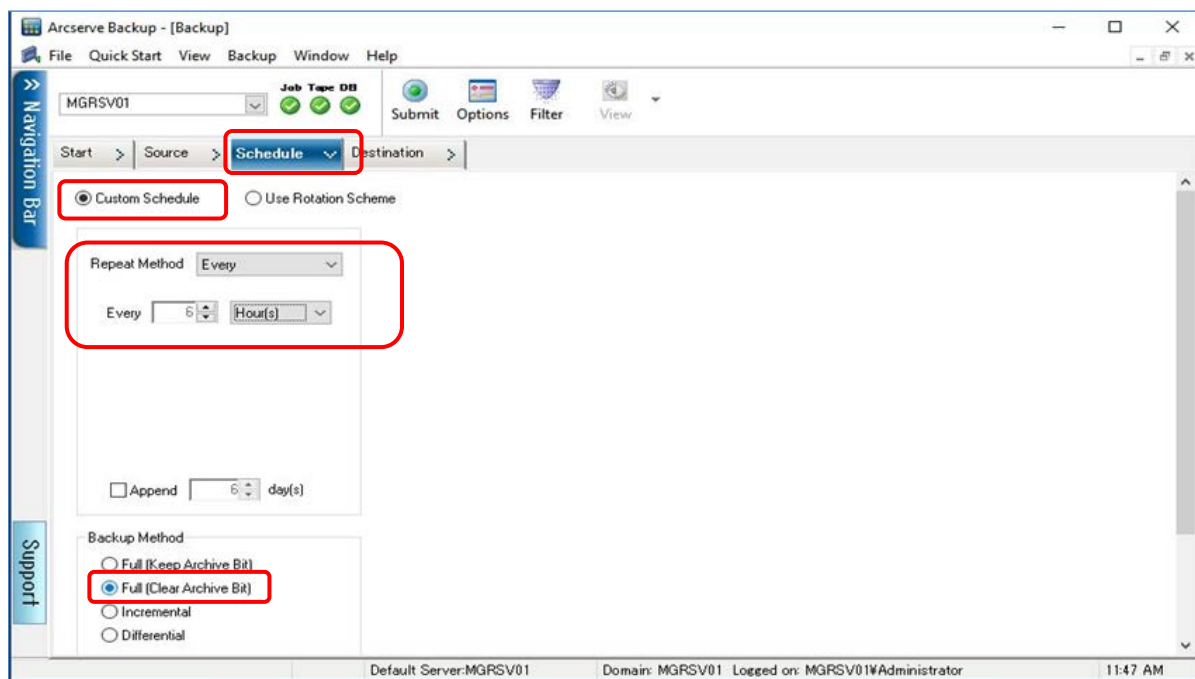 Arcserve Backup - [Backup]
File Quick Start View Backup Window Help
Navigation Bar
MGRSV01
Job Tape DB
Submit Options Filter View
Start Source Schedule Destination
Custom Schedule Use Rotation Scheme
Repeat Method Every
Every 6 Hour(s)
Append 6 day(s)
Backup Method
Full (Keep Archive Bit)
Full (Clear Archive Bit)
Incremental
Differential
Support
Default Server:MGRSV01 Domain: MGRSV01 Logged on: MGRSV01¥Administrator 11:47 AM